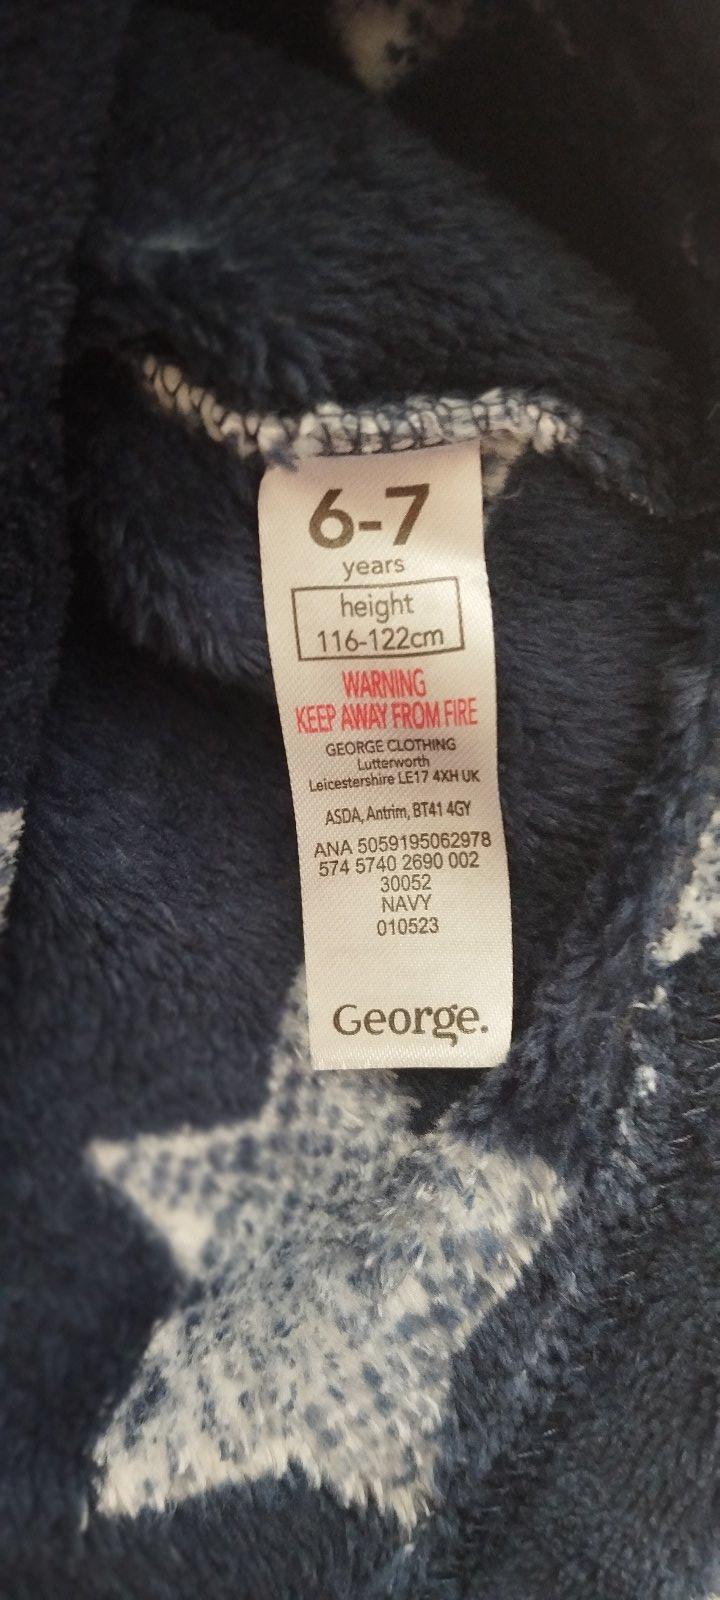 6-7
years
height
116-122cm
WARNING
KEEP AWAY FROM FIRE
GEORGE CLOTHING
Lutterworth
Leicestershire LE17 4XH UK
ASDA, Antrim, BT41 4GY
ANA 5059195062978
574 5740 2690 002
30052
NAVY
010523
George.